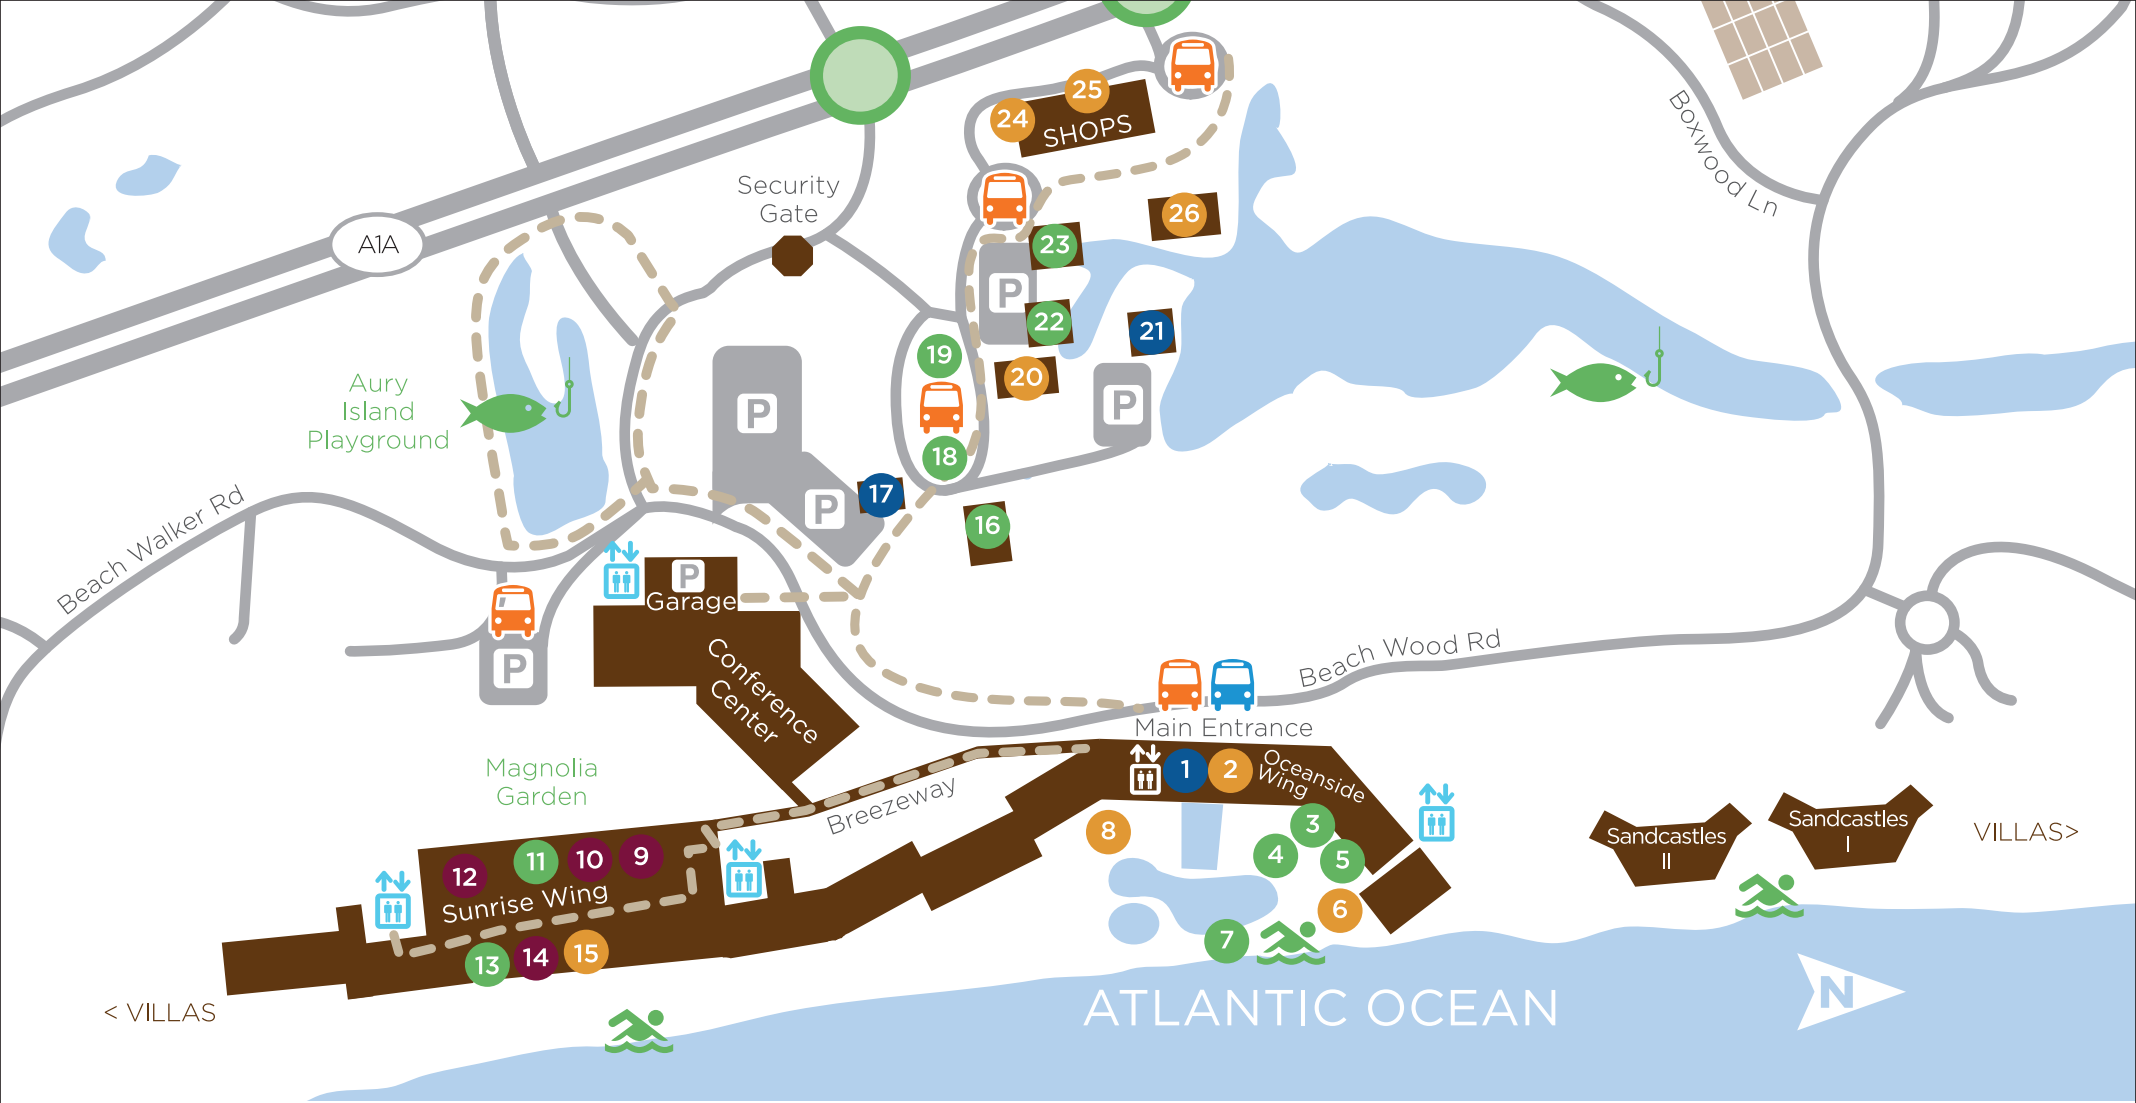 25
24
SHOPS
Boxwood Ln
Security
Gate
A1A
26
23
P
22
21
19
20
Aury
Island
Playground
P
P
18
17
P
16
Beach Walker Rd
P
Garage
P
Conference
Center
Beach Wood Rd
Main Entrance
Magnolia
Garden
1
2
Oceanside
Wing
Breezeway
3
8
4
5
Sandcastles
II
Sandcastles
I
VILLAS>
12
11
10
9
Sunrise Wing
6
7
13
14
15
< VILLAS
ATLANTIC OCEAN
N